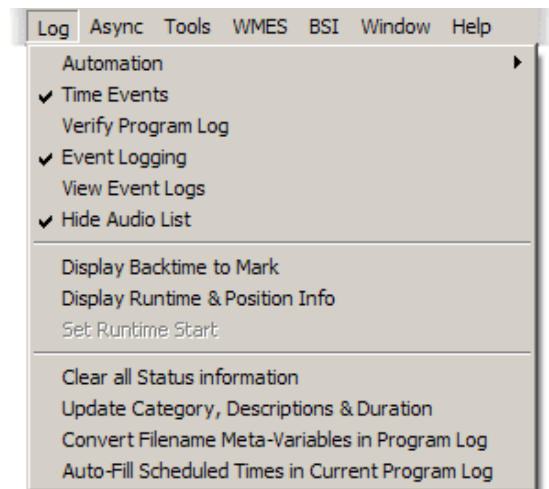 Log Async Tools WMES BSI Window Help
Automation
Time Events
Verify Program Log
Event Logging
View Event Logs
Hide Audio List
Display Backtime to Mark
Display Runtime & Position Info
Set Runtime Start
Clear all Status information
Update Category, Descriptions & Duration
Convert Filename Meta-Variables in Program Log
Auto-Fill Scheduled Times in Current Program Log